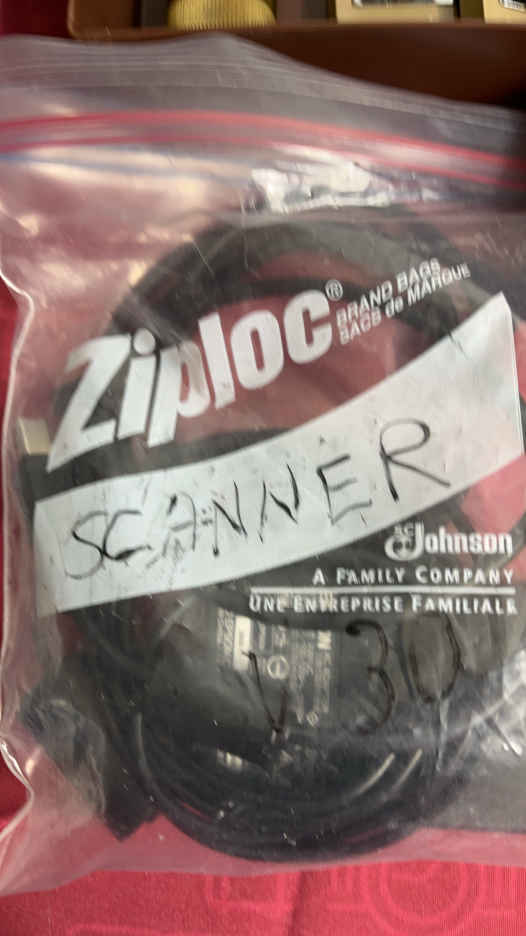 Ziploc®
BRAND BAGS
SACS de MARQUE
SCANNER
SC Johnson
A FAMILY COMPANY
UNE ENTREPRISE FAMILIALE
V30